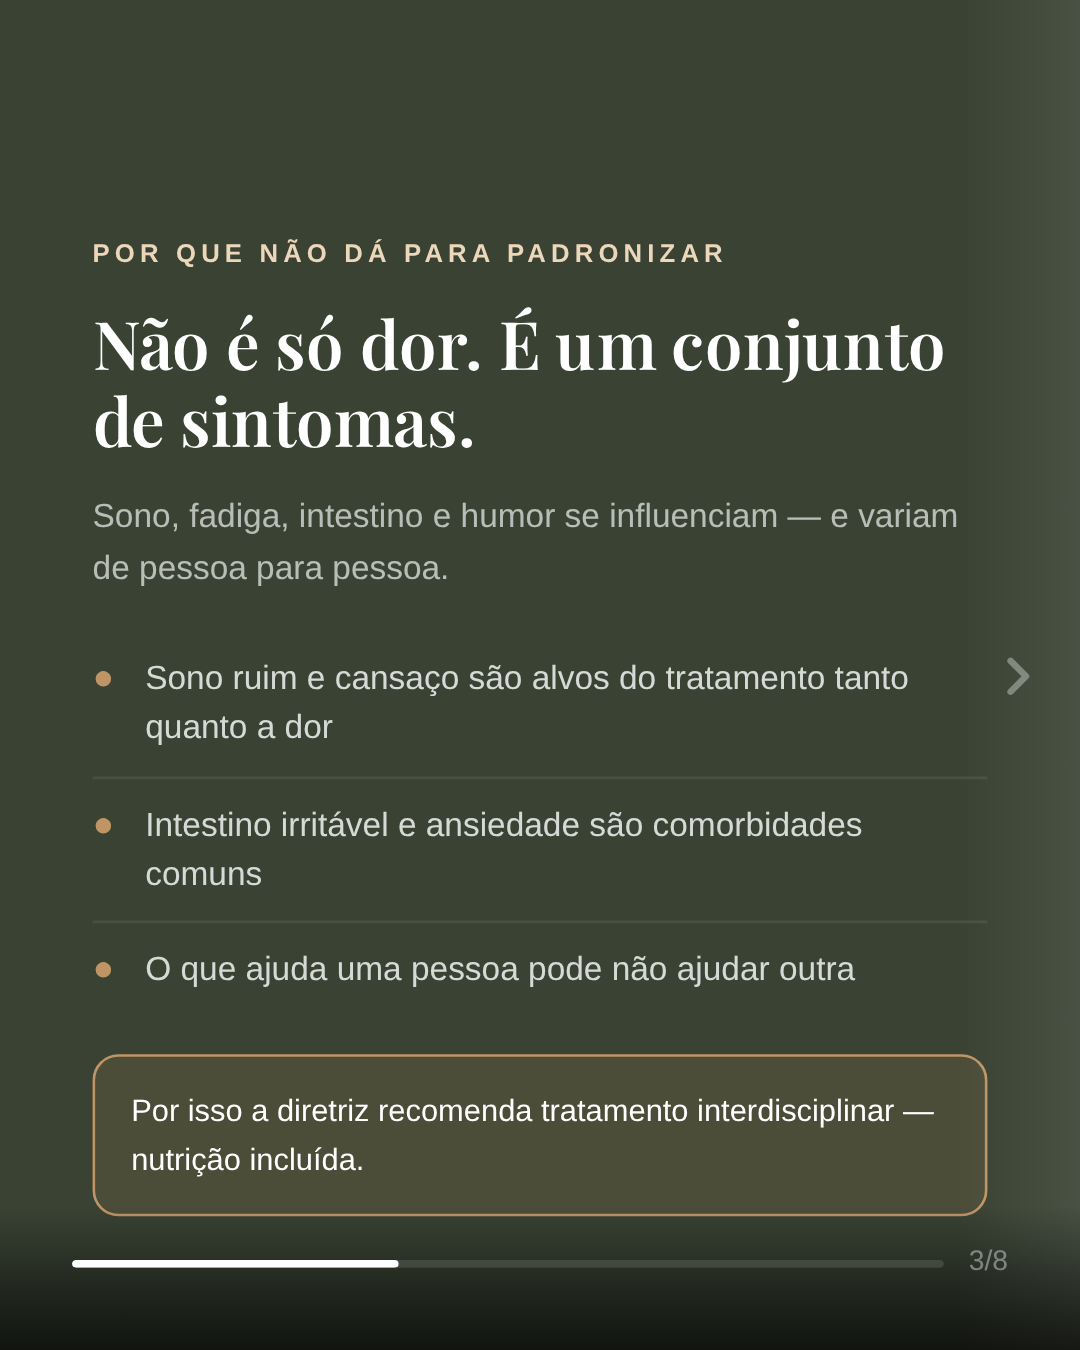 POR QUE NÃO DÁ PARA PADRONIZAR
Não é só dor. É um conjunto
de sintomas.
Sono, fadiga, intestino e humor se influenciam — e variam
de pessoa para pessoa.
Sono ruim e cansaço são alvos do tratamento tanto
quanto a dor
Intestino irritável e ansiedade são comorbidades
comuns
O que ajuda uma pessoa pode não ajudar outra
Por isso a diretriz recomenda tratamento interdisciplinar —
nutrição incluída.
3/8